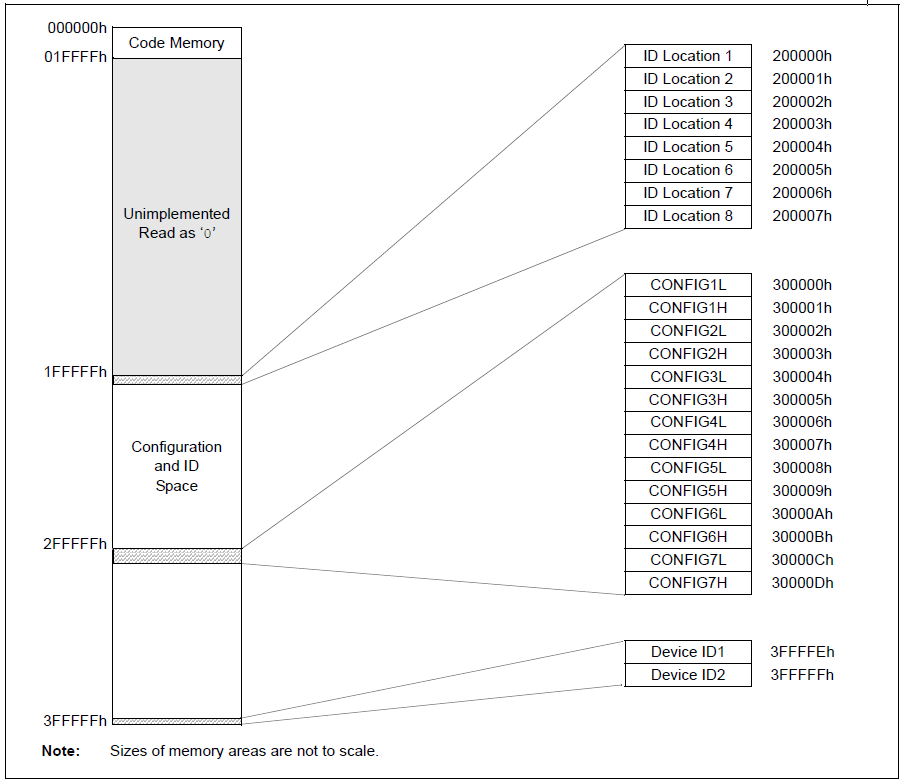 000000h
Code Memory
01FFFFh
Unimplemented
Read as ‘0’
1FFFFFh
Configuration
and ID
Space
2FFFFFh
3FFFFFh
ID Location 1 200000h
ID Location 2 200001h
ID Location 3 200002h
ID Location 4 200003h
ID Location 5 200004h
ID Location 6 200005h
ID Location 7 200006h
ID Location 8 200007h
CONFIG1L 300000h
CONFIG1H 300001h
CONFIG2L 300002h
CONFIG2H 300003h
CONFIG3L 300004h
CONFIG3H 300005h
CONFIG4L 300006h
CONFIG4H 300007h
CONFIG5L 300008h
CONFIG5H 300009h
CONFIG6L 30000Ah
CONFIG6H 30000Bh
CONFIG7L 30000Ch
CONFIG7H 30000Dh
Device ID1 3FFFFEh
Device ID2 3FFFFFh
Note: Sizes of memory areas are not to scale.